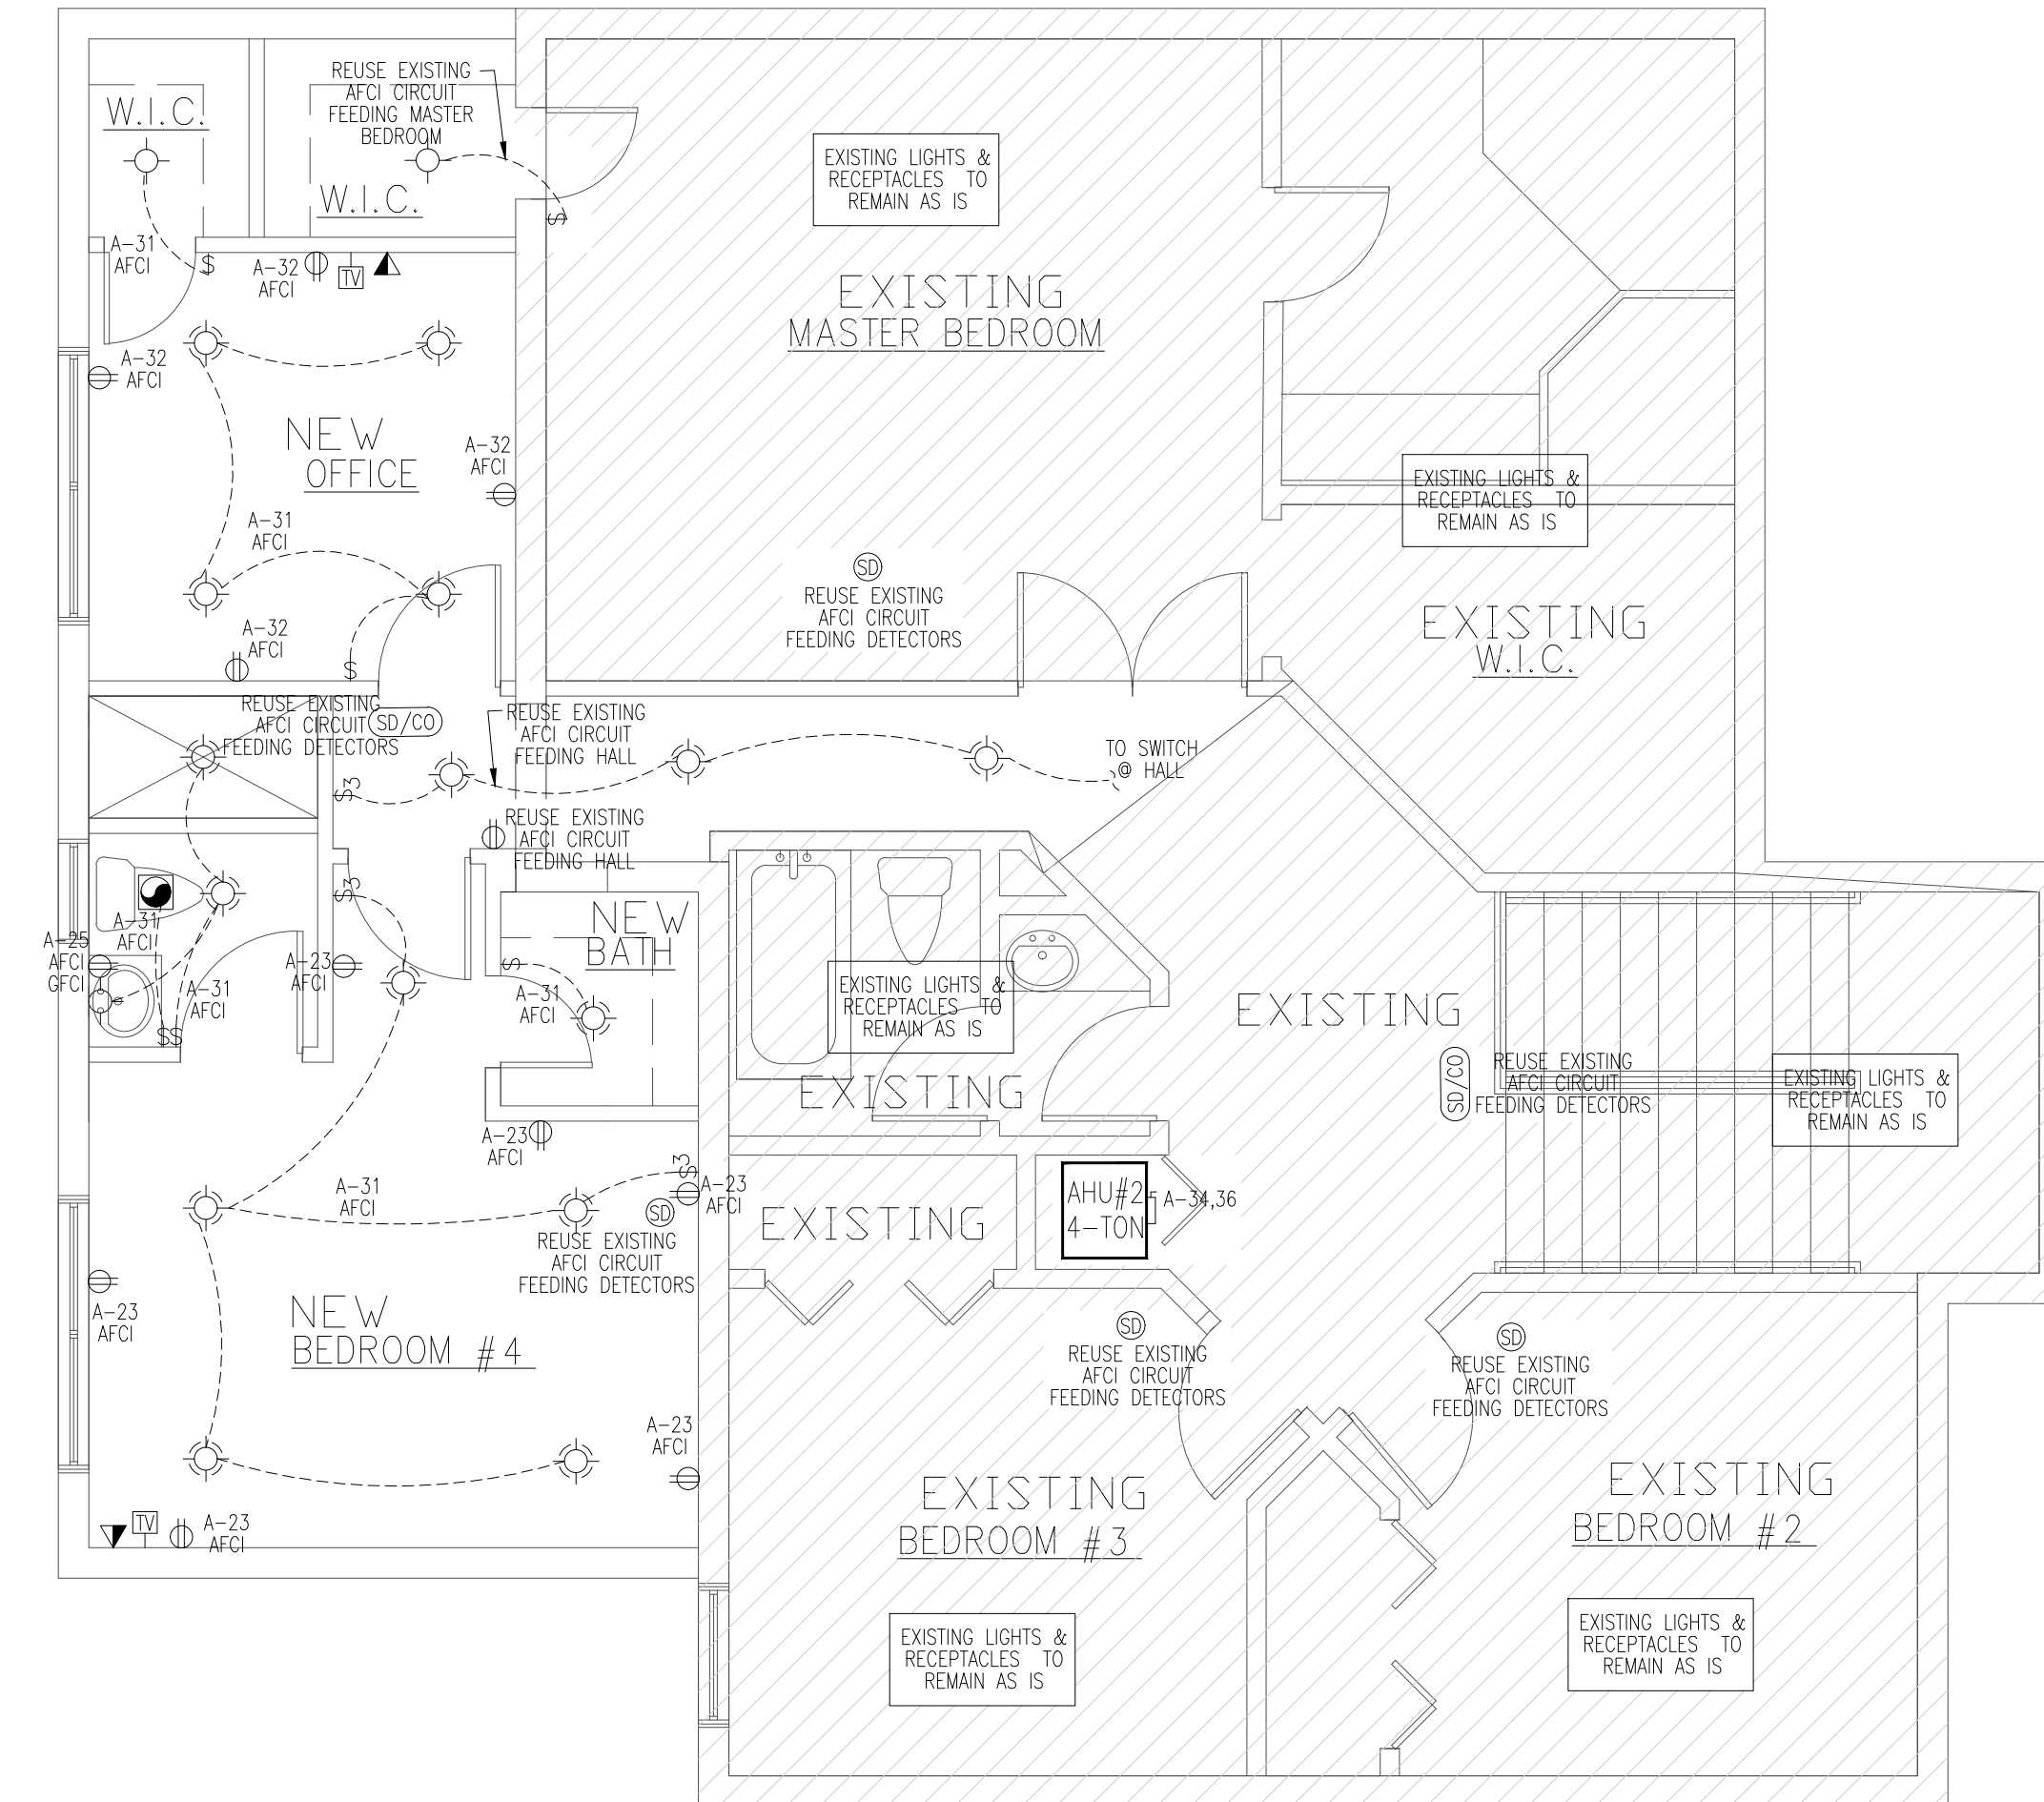 REUSE EXISTING
AFCI CIRCUIT
FEEDING MASTER
BEDROOM
W.I.C.
W.I.C.
$
A-31
AFCI
$
A-32
AFCI
TV
EXISTING LIGHTS &
RECEPTACLES TO
REMAIN AS IS
EXISTING
MASTER BEDROOM
A-32
AFCI
NEW
OFFICE
A-32
AFCI
A-31
AFCI
A-32
AFCI
$
EXISTING LIGHTS &
RECEPTACLES TO
REMAIN AS IS
SD
REUSE EXISTING
AFCI CIRCUIT
FEEDING DETECTORS
EXISTING
W.I.C.
REUSE EXISTING
AFCI CIRCUIT
FEEDING DETECTORS
SD/CO
REUSE EXISTING
AFCI CIRCUIT
FEEDING HALL
TO SWITCH
@ HALL
$3
REUSE EXISTING
AFCI CIRCUIT
FEEDING HALL
$3
A-31
AFCI
A-25
AFCI
GFCI
A-31
AFCI
$$
A-23
AFCI
NEW
BATH
$
A-31
AFCI
EXISTING LIGHTS &
RECEPTACLES TO
REMAIN AS IS
EXISTING
EXISTING
SD/CO
REUSE EXISTING
AFCI CIRCUIT
FEEDING DETECTORS
EXISTING LIGHTS &
RECEPTACLES TO
REMAIN AS IS
A-23
AFCI
$3
A-23
AFCI
A-31
AFCI
SD
REUSE EXISTING
AFCI CIRCUIT
FEEDING DETECTORS
EXISTING
AHU#2
4-TON
A-34,36
A-23
AFCI
NEW
BEDROOM #4
SD
REUSE EXISTING
AFCI CIRCUIT
FEEDING DETECTORS
SD
REUSE EXISTING
AFCI CIRCUIT
FEEDING DETECTORS
A-23
AFCI
TV
A-23
AFCI
EXISTING
BEDROOM #3
EXISTING
BEDROOM #2
EXISTING LIGHTS &
RECEPTACLES TO
REMAIN AS IS
EXISTING LIGHTS &
RECEPTACLES TO
REMAIN AS IS